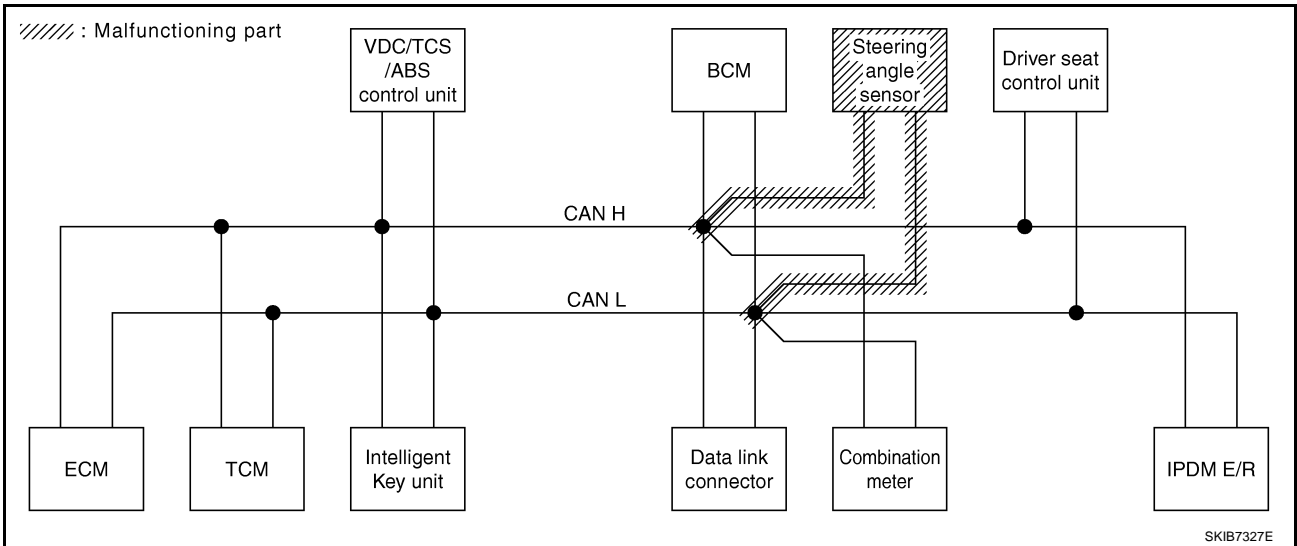 : Malfunctioning part
VDC/TCS
/ABS
control unit
BCM
Steering
angle
sensor
Driver seat
control unit
CAN H
CAN L
ECM
TCM
Intelligent
Key unit
Data link
connector
Combination
meter
IPDM E/R
SKIB7327E